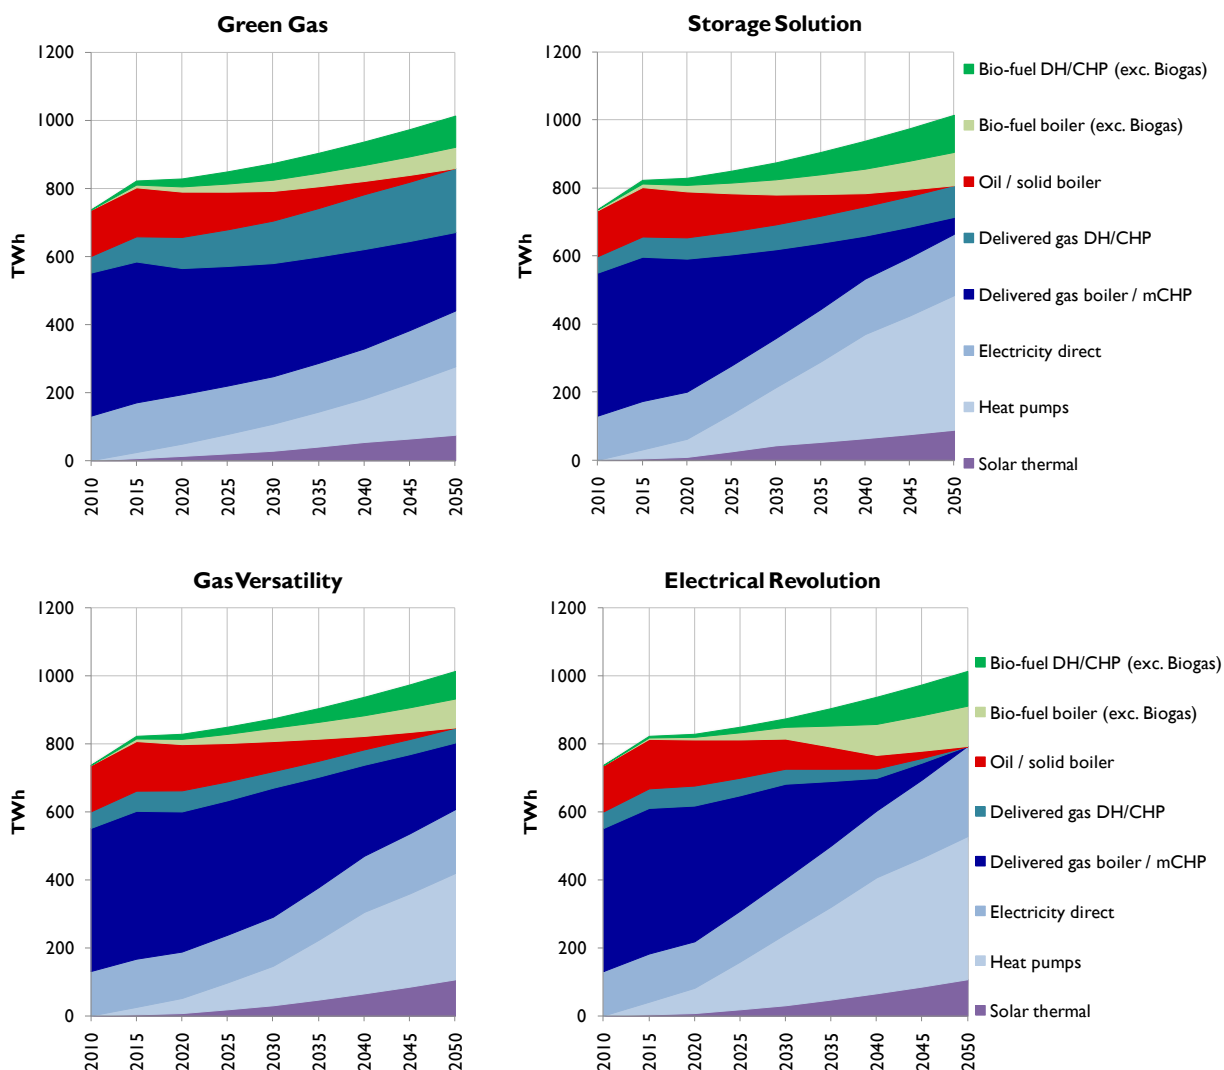 Green Gas
1200
1000
800
600
400
200
0
TWh
2010
2015
2020
2025
2030
2035
2040
2045
2050
Storage Solution
1200
1000
800
600
400
200
0
TWh
2010
2015
2020
2025
2030
2035
2040
2045
2050
Bio-fuel DH/CHP (exc. Biogas)
Bio-fuel boiler (exc. Biogas)
Oil / solid boiler
Delivered gas DH/CHP
Delivered gas boiler / mCHP
Electricity direct
Heat pumps
Solar thermal
Gas Versatility
1200
1000
800
600
400
200
0
TWh
2010
2015
2020
2025
2030
2035
2040
2045
2050
Electrical Revolution
1200
1000
800
600
400
200
0
TWh
2010
2015
2020
2025
2030
2035
2040
2045
2050
Bio-fuel DH/CHP (exc. Biogas)
Bio-fuel boiler (exc. Biogas)
Oil / solid boiler
Delivered gas DH/CHP
Delivered gas boiler / mCHP
Electricity direct
Heat pumps
Solar thermal